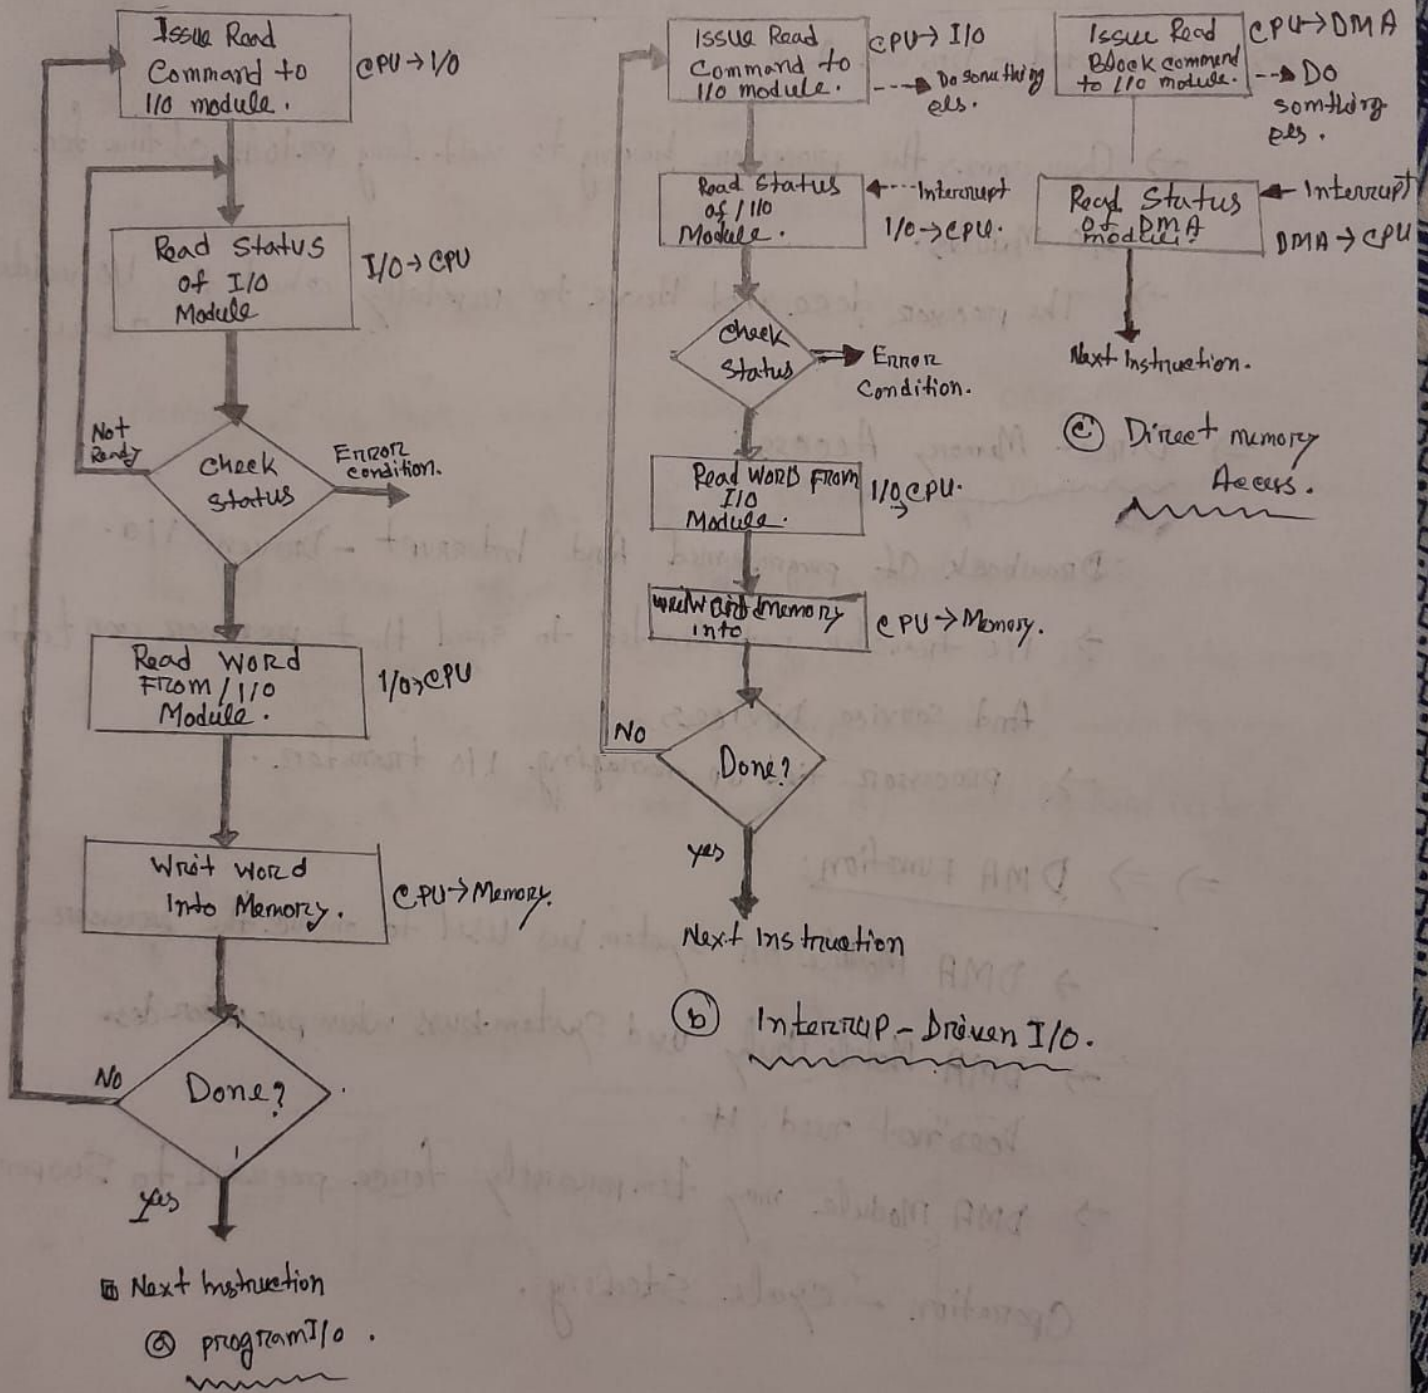 Issue Read
Command to
I/O module.
CPU→I/O
Read Status
of I/O
Module
I/O→CPU
Check
Status
Not
Ready
Error
condition.
Read Word
From/I/O
Module.
I/O→CPU
Writ word
Into Memory.
CPU→Memory.
Done?
No
Yes
Next Instruction
(a) program I/O.
Issue Read
Command to
I/O module.
CPU→I/O
Do something
els.
Read Status
of/I/O
Module.
Interrupt
I/O→CPU.
Check
Status
Error
Condition.
Read Word From
I/O
Module.
I/O→CPU.
Memory
into
CPU→Memory.
Done?
No
yes
Next Instruction
(b) Interrup-Driven I/O.
Issue Read
Block command
to I/O module.
CPU→DMA
Do
somthing
els.
Read Status
of DMA
Interrupt
DMA→CPU
Next Instruction.
(c) Direct memory
Access.